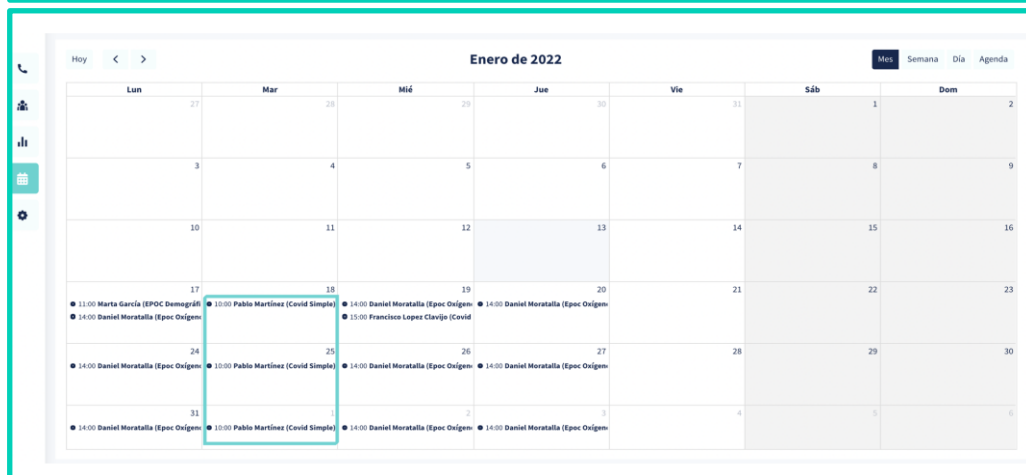 Hoy
Enero de 2022
Mes Semana Día Agenda
Lun Mar Mié Jue Vie Sáb Dom
27 28 29 30 31 1 2
3 4 5 6 7 8 9
10 11 12 13 14 15 16
17 18 19 20 21 22 23
11:00 Marta García (EPOC Demográfi 10:00 Pablo Martínez (Covid Simple) 14:00 Daniel Moratalla (Epoc Oxígen 14:00 Daniel Moratalla (Epoc Oxígen
14:00 Daniel Moratalla (Epoc Oxígen 15:00 Francisco Lopez Clavijo (Covid
24 25 26 27 28 29 30
14:00 Daniel Moratalla (Epoc Oxígen 10:00 Pablo Martínez (Covid Simple) 14:00 Daniel Moratalla (Epoc Oxígen 14:00 Daniel Moratalla (Epoc Oxígen
31 1 2 3 4 5 6
14:00 Daniel Moratalla (Epoc Oxígen 10:00 Pablo Martínez (Covid Simple) 14:00 Daniel Moratalla (Epoc Oxígen 14:00 Daniel Moratalla (Epoc Oxígen